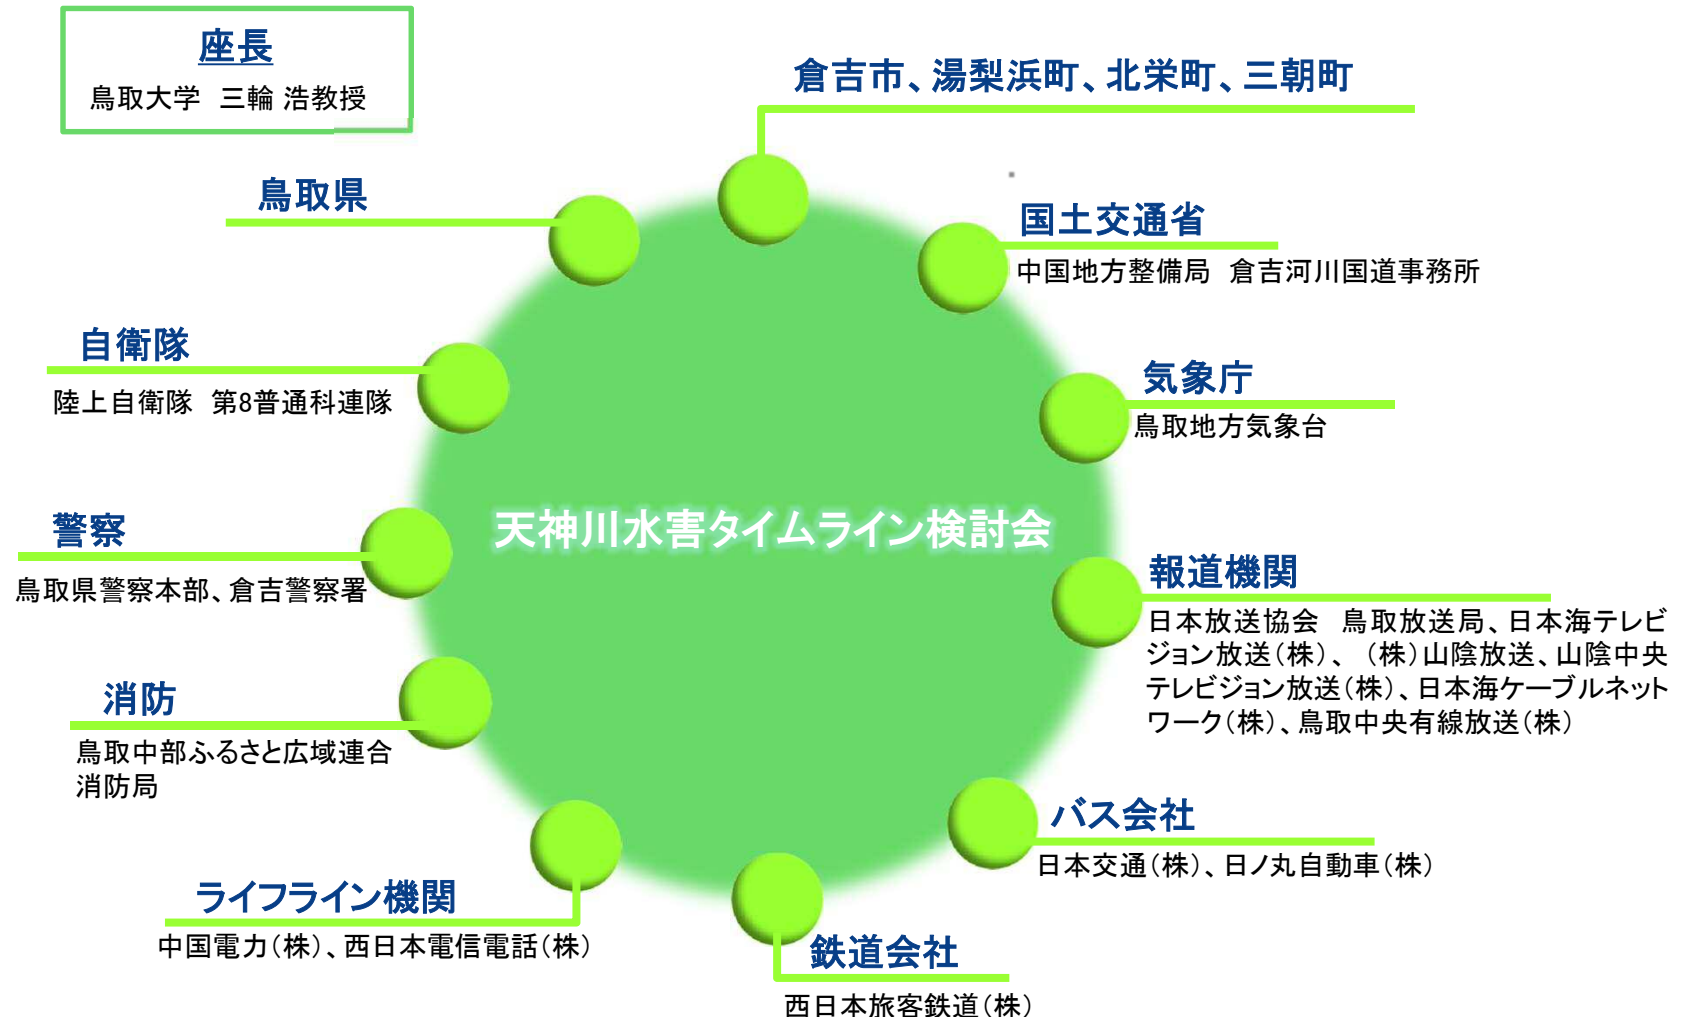 座長
鳥取大学　三輪 浩教授
倉吉市、湯梨浜町、北栄町、三朝町
鳥取県
国土交通省
中国地方整備局　倉吉河川国道事務所
自衛隊
陸上自衛隊　第8普通科連隊
気象庁
鳥取地方気象台
天神川水害タイムライン検討会
警察
鳥取県警察本部、倉吉警察署
報道機関
日本放送協会　鳥取放送局、日本海テレビ
ジョン放送(株)、(株)山陰放送、山陰中央
テレビジョン放送(株)、日本海ケーブルネット
ワーク(株)、鳥取中央有線放送(株)
消防
鳥取中部ふるさと広域連合
消防局
バス会社
日本交通(株)、日ノ丸自動車(株)
ライフライン機関
中国電力(株)、西日本電信電話(株)
鉄道会社
西日本旅客鉄道(株)